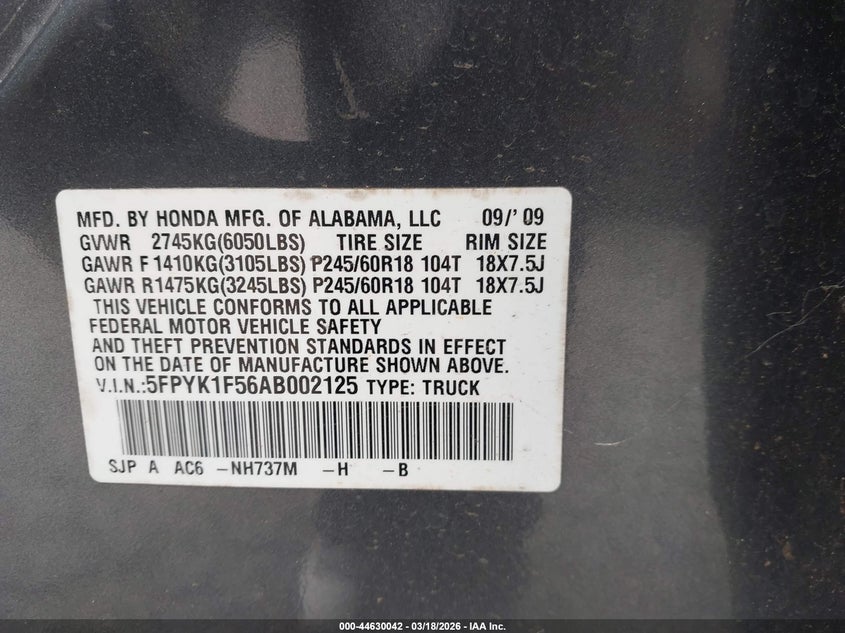 MFD. BY HONDA MFG. OF ALABAMA, LLC 09/'09
GVWR 2745KG(6050LBS) TIRE SIZE RIM SIZE
GAWR F1410KG(3105LBS) P245/60R18 104T 18X7.5J
GAWR R1475KG(3245LBS) P245/60R18 104T 18X7.5J
THIS VEHICLE CONFORMS TO ALL APPLICABLE
FEDERAL MOTOR VEHICLE SAFETY
AND THEFT PREVENTION STANDARDS IN EFFECT
ON THE DATE OF MANUFACTURE SHOWN ABOVE.
V.I.N.:5FPYK1F56AB002125 TYPE: TRUCK
SJP A AC6 -NH737M -H -B
000-44630042 - 03/18/2026 - IAA Inc.